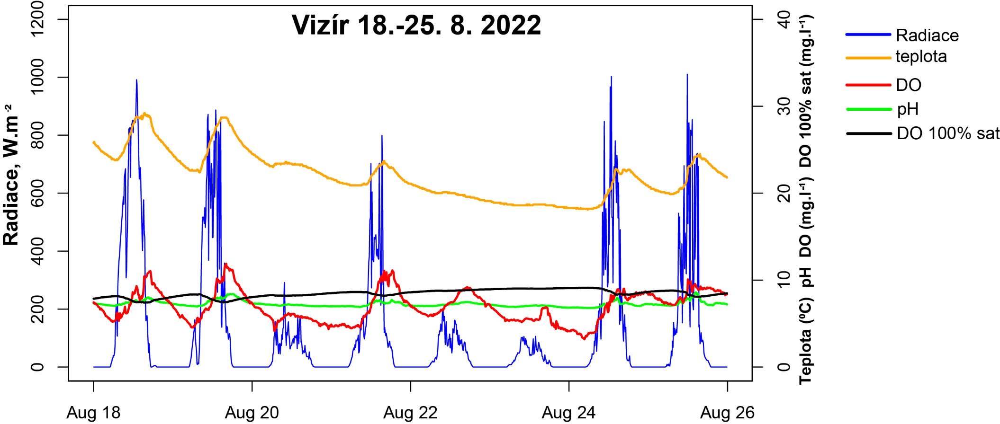 Vizír 18.-25. 8. 2022
Radiace, W.m⁻²
1200
1000
800
600
400
200
0
40
30
20
10
0
Teplota (⁰C) pH DO (mg.l⁻¹) DO 100% sat (mg.l⁻¹)
Aug 18
Aug 20
Aug 22
Aug 24
Aug 26
Radiace
teplota
DO
pH
DO 100% sat